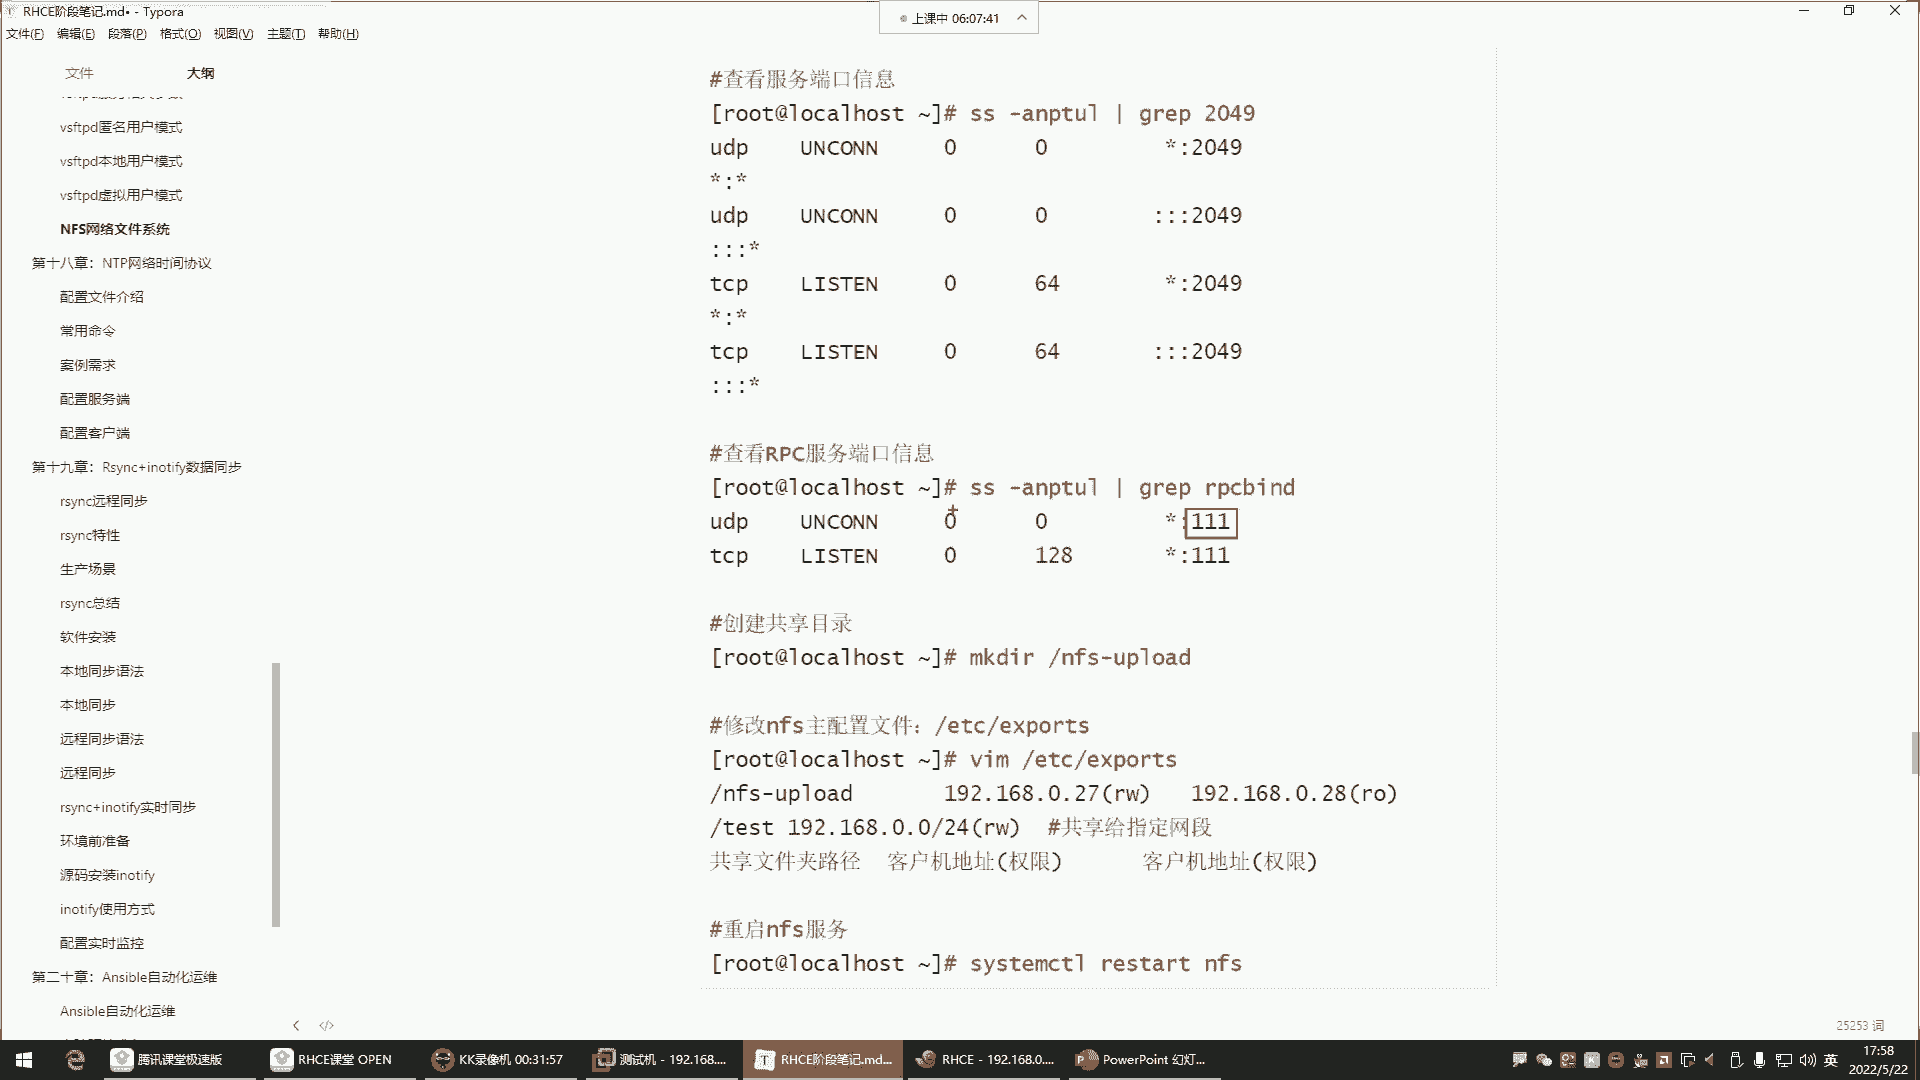 RHCE阶段笔记.md• - Typora
上课中 06:07:41
文件(F) 编辑(E) 段落(P) 格式(O) 视图(V) 主题(T) 帮助(H)
文件 大纲
vsftpd匿名用户模式
vsftpd本地用户模式
vsftpd虚拟用户模式
NFS网络文件系统
第十八章：NTP网络时间协议
配置文件介绍
常用命令
案例需求
配置服务端
配置客户端
第十九章：Rsync+inotify数据同步
rsync远程同步
rsync特性
生产场景
rsync总结
软件安装
本地同步语法
本地同步
远程同步语法
远程同步
rsync+inotify实时同步
环境前准备
源码安装inotify
inotify使用方式
配置实时监控
第二十章：Ansible自动化运维
Ansible自动化运维
#查看服务端口信息
[root@localhost ~]# ss -anptul | grep 2049
udp UNCONN 0 0 *:2049
*:*
udp UNCONN 0 0 :::2049
:::*
tcp LISTEN 0 64 *:2049
*:*
tcp LISTEN 0 64 :::2049
:::*
#查看RPC服务端口信息
[root@localhost ~]# ss -anptul | grep rpcbind
udp UNCONN 0 0 *:111
tcp LISTEN 0 128 *:111
#创建共享目录
[root@localhost ~]# mkdir /nfs-upload
#修改nfs主配置文件：/etc/exports
[root@localhost ~]# vim /etc/exports
/nfs-upload 192.168.0.27(rw) 192.168.0.28(ro)
/test 192.168.0.0/24(rw) #共享给指定网段
共享文件夹路径 客户机地址(权限) 客户机地址(权限)
#重启nfs服务
[root@localhost ~]# systemctl restart nfs
25253 词
腾讯课堂极速版 RHCE课堂 OPEN KK录像机 00:31:57 测试机 - 192.168.... RHCE阶段笔记.md... RHCE - 192.168.0.... PowerPoint 幻灯... 英 17:58
2022/5/22